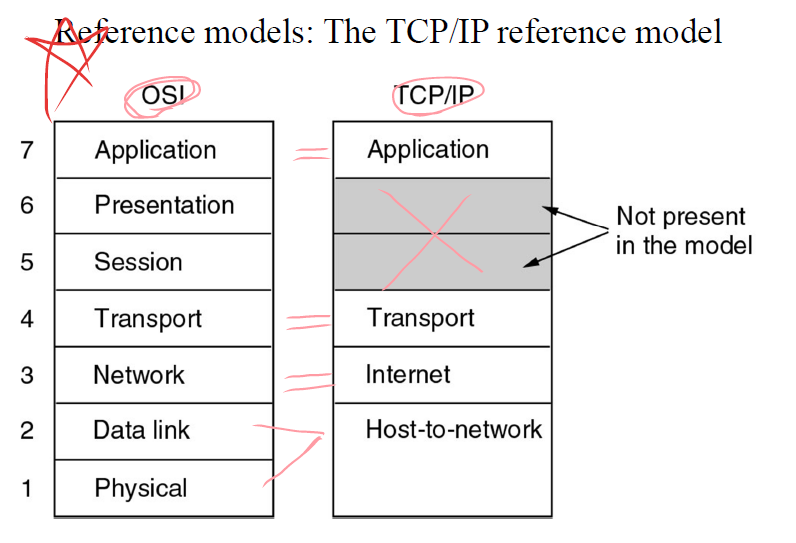 Reference models: The TCP/IP reference model
OSI TCP/IP
7 Application Application
6 Presentation
Not present
in the model
5 Session
4 Transport Transport
3 Network Internet
2 Data link Host-to-network
1 Physical